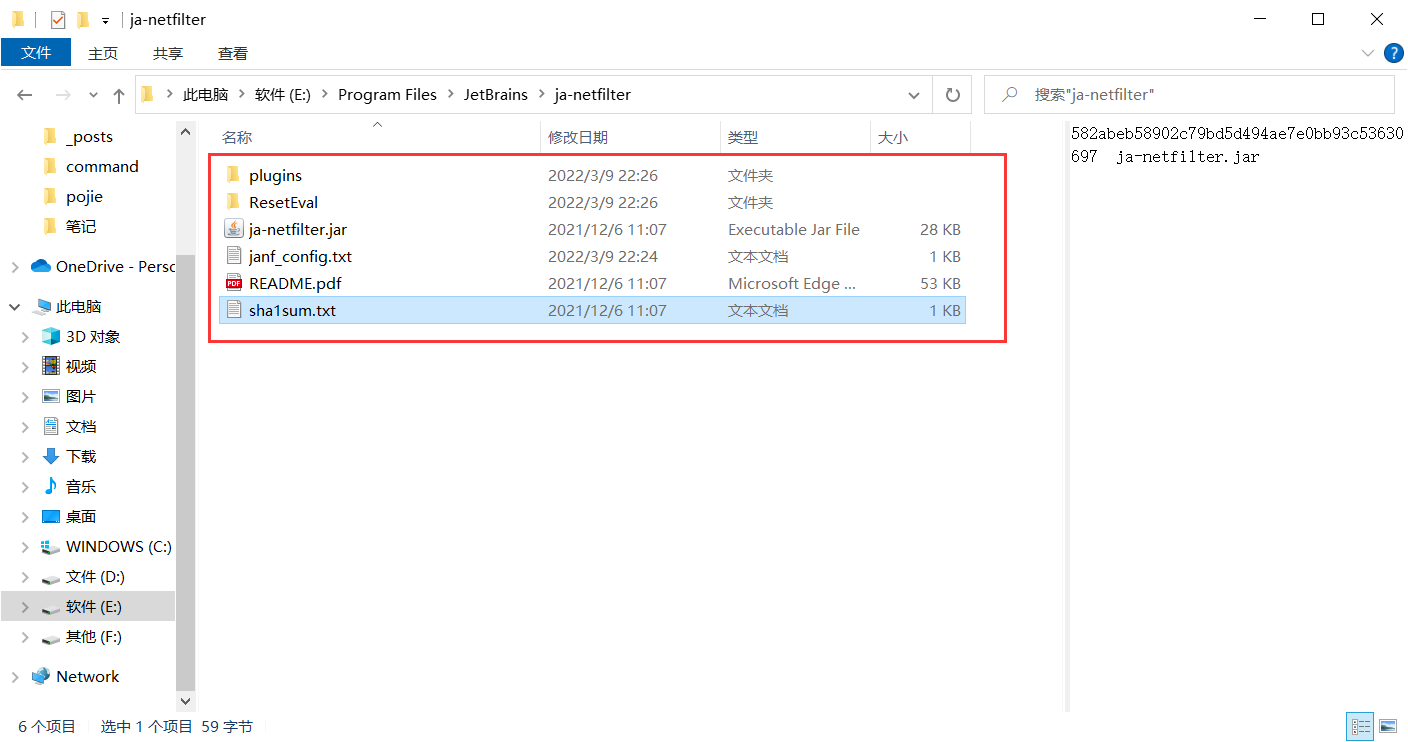 ja-netfilter
文件 主页 共享 查看
此电脑 软件 (E:) Program Files JetBrains ja-netfilter
搜索"ja-netfilter"
_posts
command
pojie
笔记
OneDrive - Persc
此电脑
3D 对象
视频
图片
文档
下载
音乐
桌面
WINDOWS (C:)
文件 (D:)
软件 (E:)
其他 (F:)
Network
名称 修改日期 类型 大小
plugins 2022/3/9 22:26 文件夹
ResetEval 2022/3/9 22:26 文件夹
ja-netfilter.jar 2021/12/6 11:07 Executable Jar File 28 KB
janf_config.txt 2022/3/9 22:24 文本文档 1 KB
README.pdf 2021/12/6 11:07 Microsoft Edge ... 53 KB
sha1sum.txt 2021/12/6 11:07 文本文档 1 KB
582abeb58902c79bd5d494ae7e0bb93c53630
697 ja-netfilter.jar
6 个项目 选中 1 个项目 59 字节